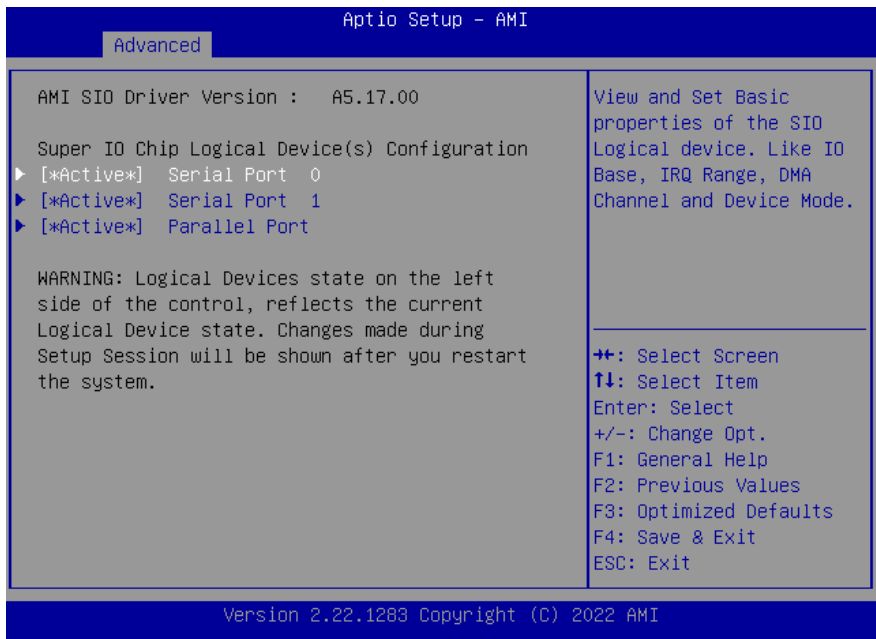 Aptio Setup – AMI
Advanced
AMI SIO Driver Version :   A5.17.00
Super IO Chip Logical Device(s) Configuration
[*Active*]   Serial Port  0
[*Active*]   Serial Port  1
[*Active*]   Parallel Port
WARNING: Logical Devices state on the left
side of the control, reflects the current
Logical Device state. Changes made during
Setup Session will be shown after you restart
the system.
View and Set Basic
properties of the SIO
Logical device. Like IO
Base, IRQ Range, DMA
Channel and Device Mode.
→←: Select Screen
↑↓: Select Item
Enter: Select
+/-: Change Opt.
F1: General Help
F2: Previous Values
F3: Optimized Defaults
F4: Save & Exit
ESC: Exit
Version 2.22.1283 Copyright (C) 2022 AMI